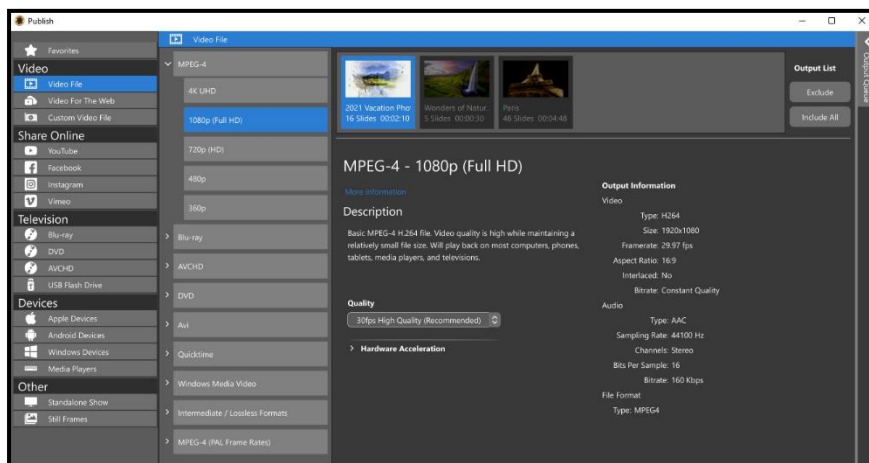 Publish
Favorites
Video
Video File
Video For The Web
Custom Video File
Share Online
YouTube
Facebook
Instagram
Vimeo
Television
Blu-ray
DVD
AVCHD
USB Flash Drive
Devices
Apple Devices
Android Devices
Windows Devices
Media Players
Other
Standalone Show
Still Frames
Video File
MPEG-4
4K UHD
1080p (Full HD)
720p (HD)
480p
360p
Blu-ray
AVCHD
DVD
Avi
Quicktime
Windows Media Video
Intermediate / Lossless Formats
MPEG-4 (PAL Frame Rates)
2021 Vacation Pho
16 Slides 00:02:10
Wonders of Natur
5 Slides 00:00:30
Paris
48 Slides 00:04:48
Output List
Exclude
Include All
Output Queue
MPEG-4 - 1080p (Full HD)
More information
Description
Basic MPEG-4 H.264 file. Video quality is high while maintaining a
relatively small file size. Will play back on most computers, phones,
tablets, media players, and televisions.
Quality
30fps High Quality (Recommended)
Hardware Acceleration
Output Information
Video
Type: H264
Size: 1920x1080
Framerate: 29.97 fps
Aspect Ratio: 16:9
Interlaced: No
Bitrate: Constant Quality
Audio
Type: AAC
Sampling Rate: 44100 Hz
Channels: Stereo
Bits Per Sample: 16
Bitrate: 160 Kbps
File Format
Type: MPEG4